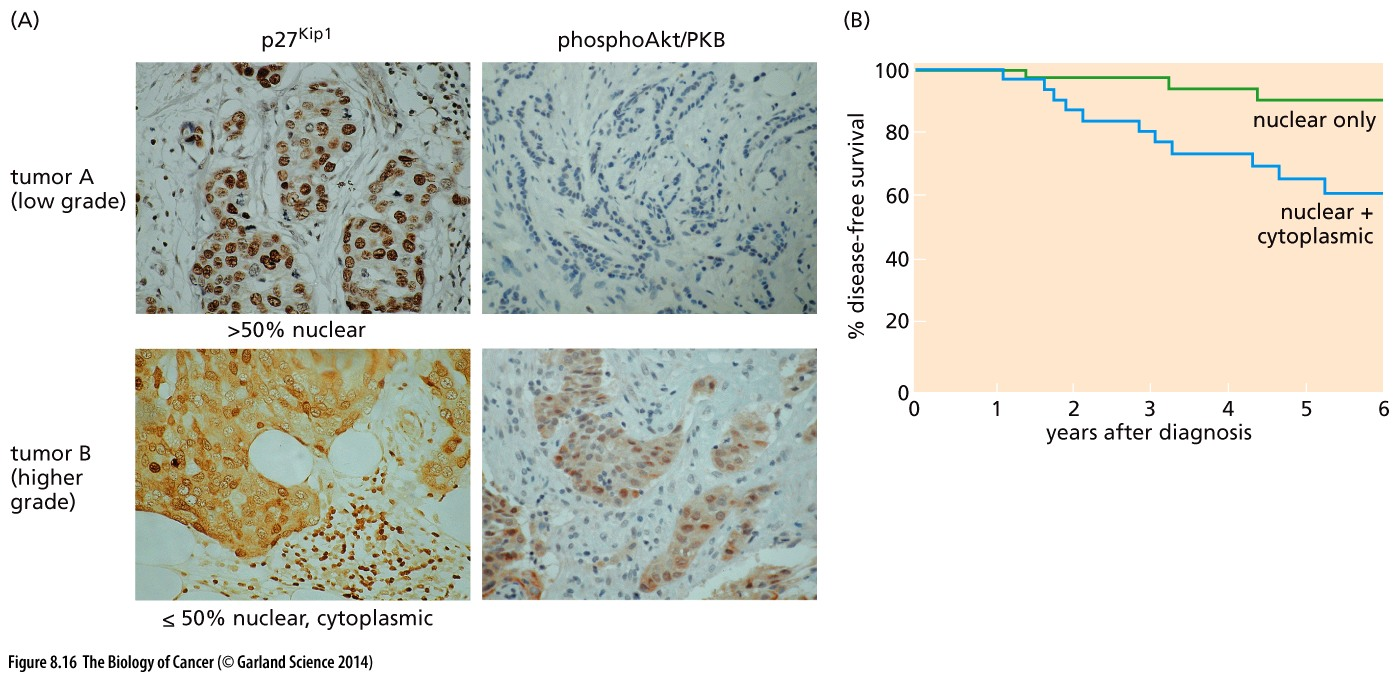 (A)
p27Kip1
phosphoAkt/PKB
tumor A
(low grade)
>50% nuclear
tumor B
(higher
grade)
≤ 50% nuclear, cytoplasmic
(B)
% disease-free survival
100
80
60
40
20
0
nuclear only
nuclear +
cytoplasmic
0 1 2 3 4 5 6
years after diagnosis
Figure 8.16 The Biology of Cancer (© Garland Science 2014)